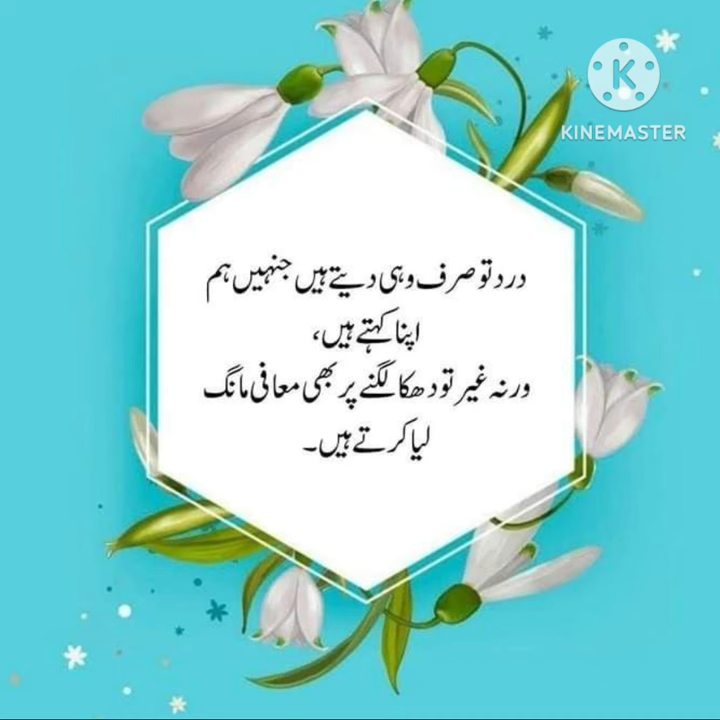 KINEMASTER
درد تو صرف وہی دیتے ہیں جنہیں ہم
اپنا کہتے ہیں،
ورنہ غیر تو دھکا لگنے پر بھی معافی مانگ
لیا کرتے ہیں۔